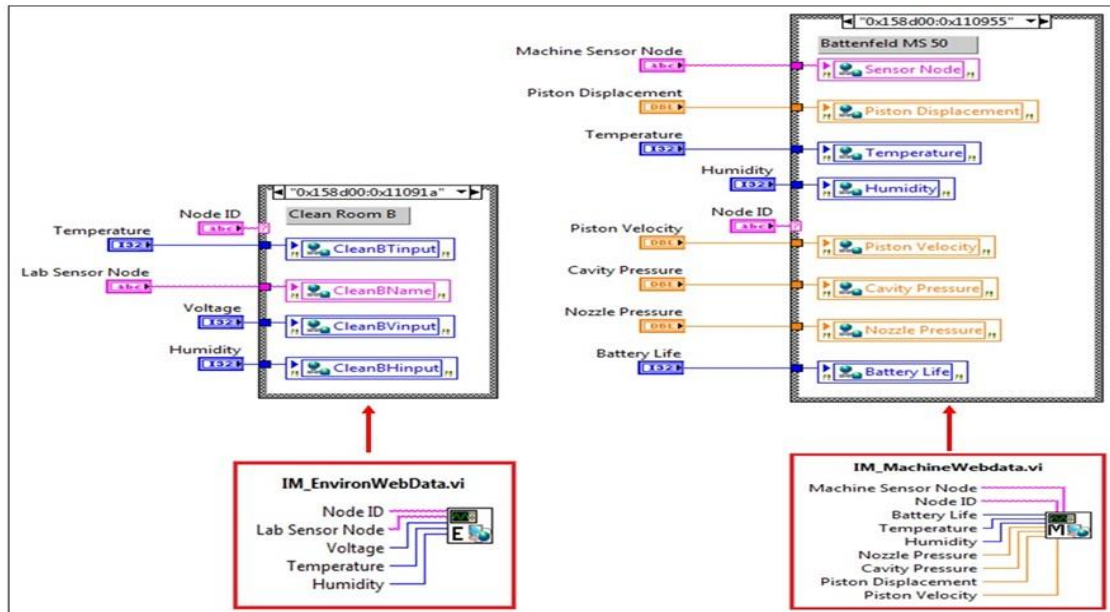 "0x158d00:0x11091a"
Clean Room B
Node ID
abc
Temperature
I32
CleanBTinput
Lab Sensor Node
abc
CleanBName
Voltage
I32
CleanBVinput
Humidity
I32
CleanBHinput
IM_EnvironWebData.vi
Node ID
Lab Sensor Node
Voltage
Temperature
Humidity
E
"0x158d00:0x110955"
Battenfeld MS 50
Machine Sensor Node
abc
Sensor Node
Piston Displacement
DBL
Piston Displacement
Temperature
I32
Temperature
Humidity
I32
Humidity
Node ID
abc
Piston Velocity
DBL
Piston Velocity
Cavity Pressure
DBL
Cavity Pressure
Nozzle Pressure
DBL
Nozzle Pressure
Battery Life
I32
Battery Life
IM_MachineWebdata.vi
Machine Sensor Node
Node ID
Battery Life
Temperature
Humidity
Nozzle Pressure
Cavity Pressure
Piston Displacement
Piston Velocity
M